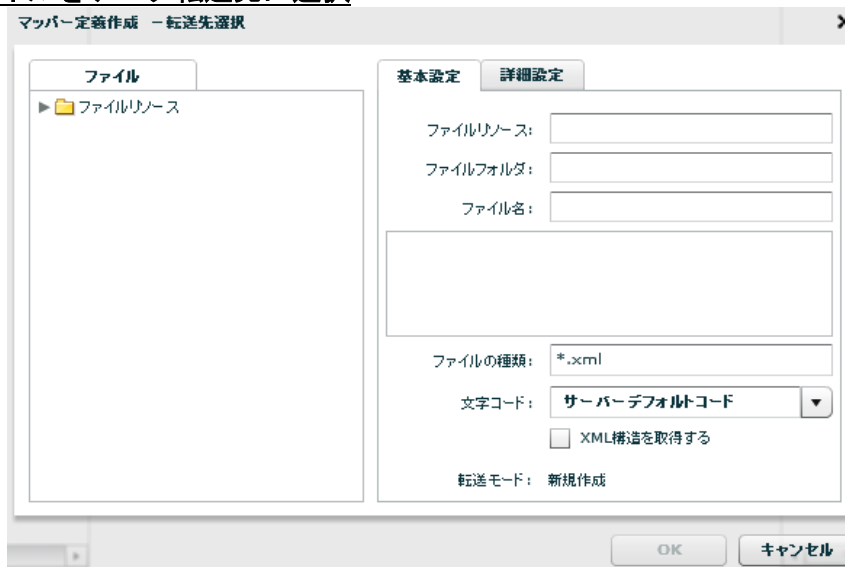 マッパー定義作成 －転送先選択
ファイル
ファイルリソース
基本設定 詳細設定
ファイルリソース:
ファイルフォルダ:
ファイル名:
ファイルの種類: *.xml
文字コード: サーバーデフォルトコード
XML構造を取得する
転送モード: 新規作成
OK キャンセル